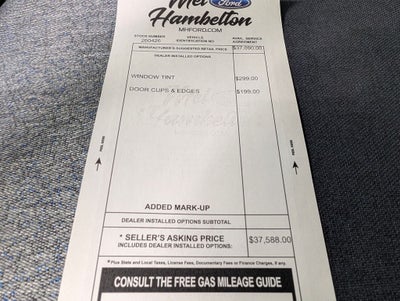 Mel Ford
Hambelton
MHFORD.COM
STOCK NUMBER VEHICLE IDENTIFICATION NO. AVAIL. SERVICE AGREEMENT
260426
MANUFACTURER'S SUGGESTED RETAIL PRICE $37,090.00
DEALER INSTALLED OPTIONS
WINDOW TINT $299.00
DOOR CUPS & EDGES $199.00
Hambelton
ADDED MARK-UP
DEALER INSTALLED OPTIONS SUBTOTAL
* SELLER'S ASKING PRICE $37,588.00
INCLUDES DEALER INSTALLED OPTIONS:
* Plus State and Local Taxes, License Fees, Documentary Fees or Finance Charges, if any.
CONSULT THE FREE GAS MILEAGE GUIDE